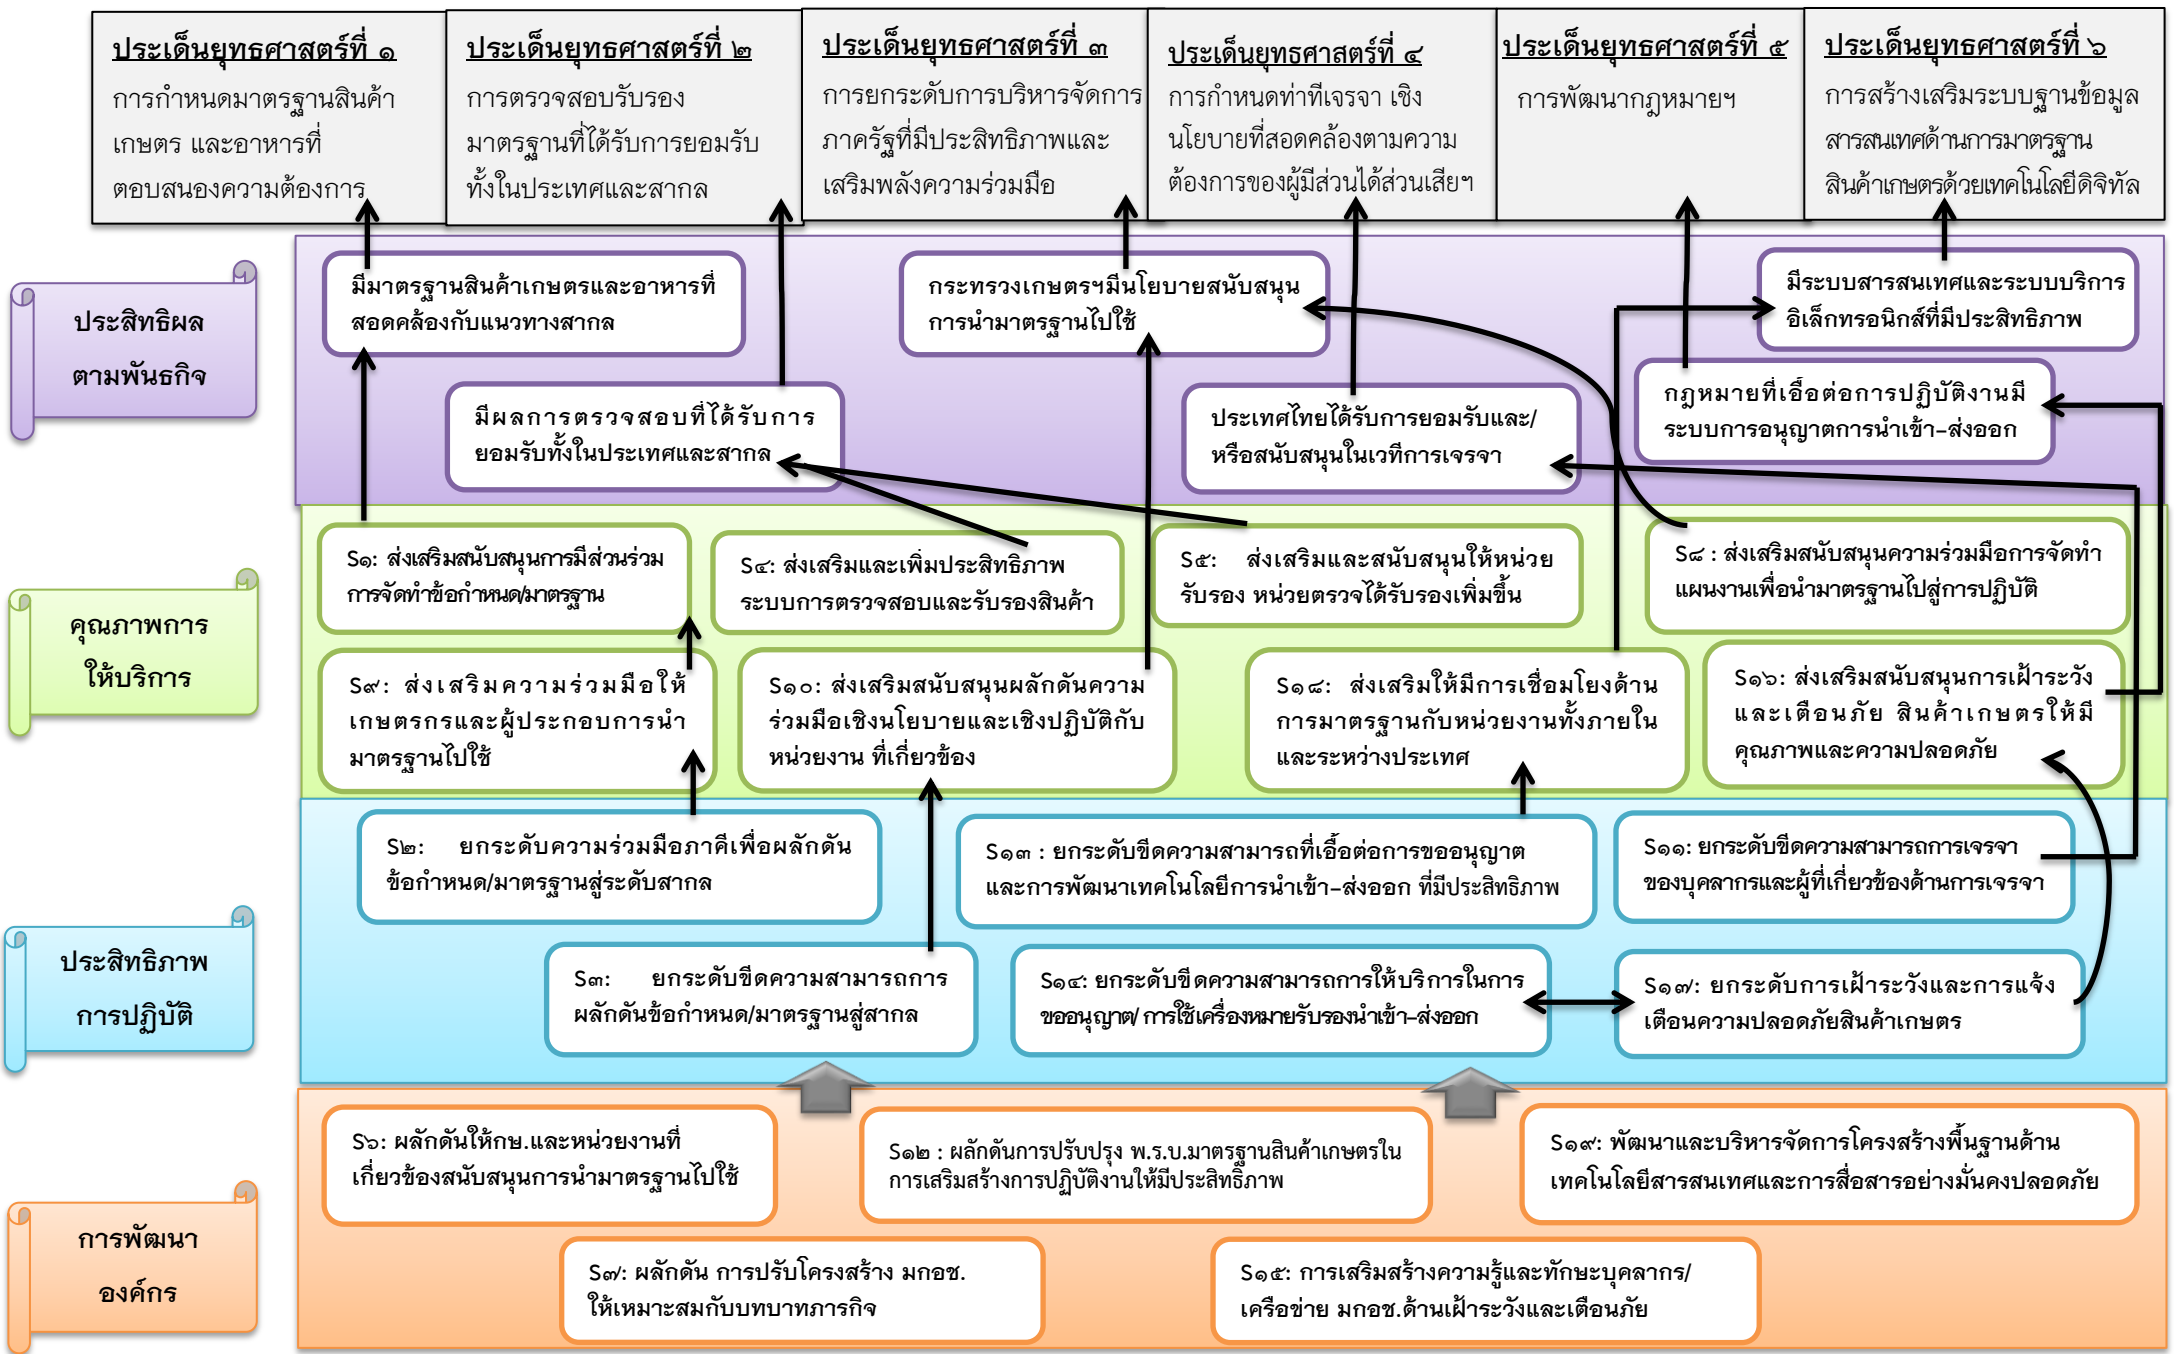 ประเด็นยุทธศาสตร์ที่ ๑
การกำหนดมาตรฐานสินค้า
เกษตร และอาหารที่
ตอบสนองความต้องการ
ประเด็นยุทธศาสตร์ที่ ๒
การตรวจสอบรับรอง
มาตรฐานที่ได้รับการยอมรับ
ทั้งในประเทศและสากล
ประเด็นยุทธศาสตร์ที่ ๓
การยกระดับการบริหารจัดการ
ภาครัฐที่มีประสิทธิภาพและ
เสริมพลังความร่วมมือ
ประเด็นยุทธศาสตร์ที่ ๔
การกำหนดท่าทีเจรจา เชิง
นโยบายที่สอดคล้องตามความ
ต้องการของผู้มีส่วนได้ส่วนเสียฯ
ประเด็นยุทธศาสตร์ที่ ๕
การพัฒนากฎหมายฯ
ประเด็นยุทธศาสตร์ที่ ๖
การสร้างเสริมระบบฐานข้อมูล
สารสนเทศด้านการมาตรฐาน
สินค้าเกษตรด้วยเทคโนโลยีดิจิทัล
ประสิทธิผล
ตามพันธกิจ
มีมาตรฐานสินค้าเกษตรและอาหารที่
สอดคล้องกับแนวทางสากล
กระทรวงเกษตรฯมีนโยบายสนับสนุน
การนำมาตรฐานไปใช้
มีระบบสารสนเทศและระบบบริการ
อิเล็กทรอนิกส์ที่มีประสิทธิภาพ
มีผลการตรวจสอบที่ได้รับการ
ยอมรับทั้งในประเทศและสากล
ประเทศไทยได้รับการยอมรับและ/
หรือสนับสนุนในเวทีการเจรจา
กฎหมายที่เอื้อต่อการปฏิบัติงานมี
ระบบการอนุญาตการนำเข้า-ส่งออก
คุณภาพการ
ให้บริการ
S๑: ส่งเสริมสนับสนุนการมีส่วนร่วม
การจัดทำข้อกำหนด/มาตรฐาน
S๔: ส่งเสริมและเพิ่มประสิทธิภาพ
ระบบการตรวจสอบและรับรองสินค้า
S๕: ส่งเสริมและสนับสนุนให้หน่วย
รับรอง หน่วยตรวจได้รับรองเพิ่มขึ้น
S๘ : ส่งเสริมสนับสนุนความร่วมมือการจัดทำ
แผนงานเพื่อนำมาตรฐานไปสู่การปฏิบัติ
S๙: ส่งเสริมความร่วมมือให้
เกษตรกรและผู้ประกอบการนำ
มาตรฐานไปใช้
S๑๐: ส่งเสริมสนับสนุนผลักดันความ
ร่วมมือเชิงนโยบายและเชิงปฏิบัติกับ
หน่วยงาน ที่เกี่ยวข้อง
S๑๘: ส่งเสริมให้มีการเชื่อมโยงด้าน
การมาตรฐานกับหน่วยงานทั้งภายใน
และระหว่างประเทศ
S๑๖: ส่งเสริมสนับสนุนการเฝ้าระวัง
และเตือนภัย สินค้าเกษตรให้มี
คุณภาพและความปลอดภัย
ประสิทธิภาพ
การปฏิบัติ
S๒: ยกระดับความร่วมมือภาคีเพื่อผลักดัน
ข้อกำหนด/มาตรฐานสู่ระดับสากล
S๑๓ : ยกระดับขีดความสามารถที่เอื้อต่อการขออนุญาต
และการพัฒนาเทคโนโลยีการนำเข้า-ส่งออก ที่มีประสิทธิภาพ
S๑๑: ยกระดับขีดความสามารถการเจรจา
ของบุคลากรและผู้ที่เกี่ยวข้องด้านการเจรจา
S๓: ยกระดับขีดความสามารถการ
ผลักดันข้อกำหนด/มาตรฐานสู่สากล
S๑๔: ยกระดับขีดความสามารถการให้บริการในการ
ขออนุญาต/ การใช้เครื่องหมายรับรองนำเข้า-ส่งออก
S๑๗: ยกระดับการเฝ้าระวังและการแจ้ง
เตือนความปลอดภัยสินค้าเกษตร
การพัฒนา
องค์กร
S๖: ผลักดันให้กษ.และหน่วยงานที่
เกี่ยวข้องสนับสนุนการนำมาตรฐานไปใช้
S๑๒ : ผลักดันการปรับปรุง พ.ร.บ.มาตรฐานสินค้าเกษตรใน
การเสริมสร้างการปฏิบัติงานให้มีประสิทธิภาพ
S๑๙: พัฒนาและบริหารจัดการโครงสร้างพื้นฐานด้าน
เทคโนโลยีสารสนเทศและการสื่อสารอย่างมั่นคงปลอดภัย
S๗: ผลักดัน การปรับโครงสร้าง มกอช.
ให้เหมาะสมกับบทบาทภารกิจ
S๑๕: การเสริมสร้างความรู้และทักษะบุคลากร/
เครือข่าย มกอช.ด้านเฝ้าระวังและเตือนภัย